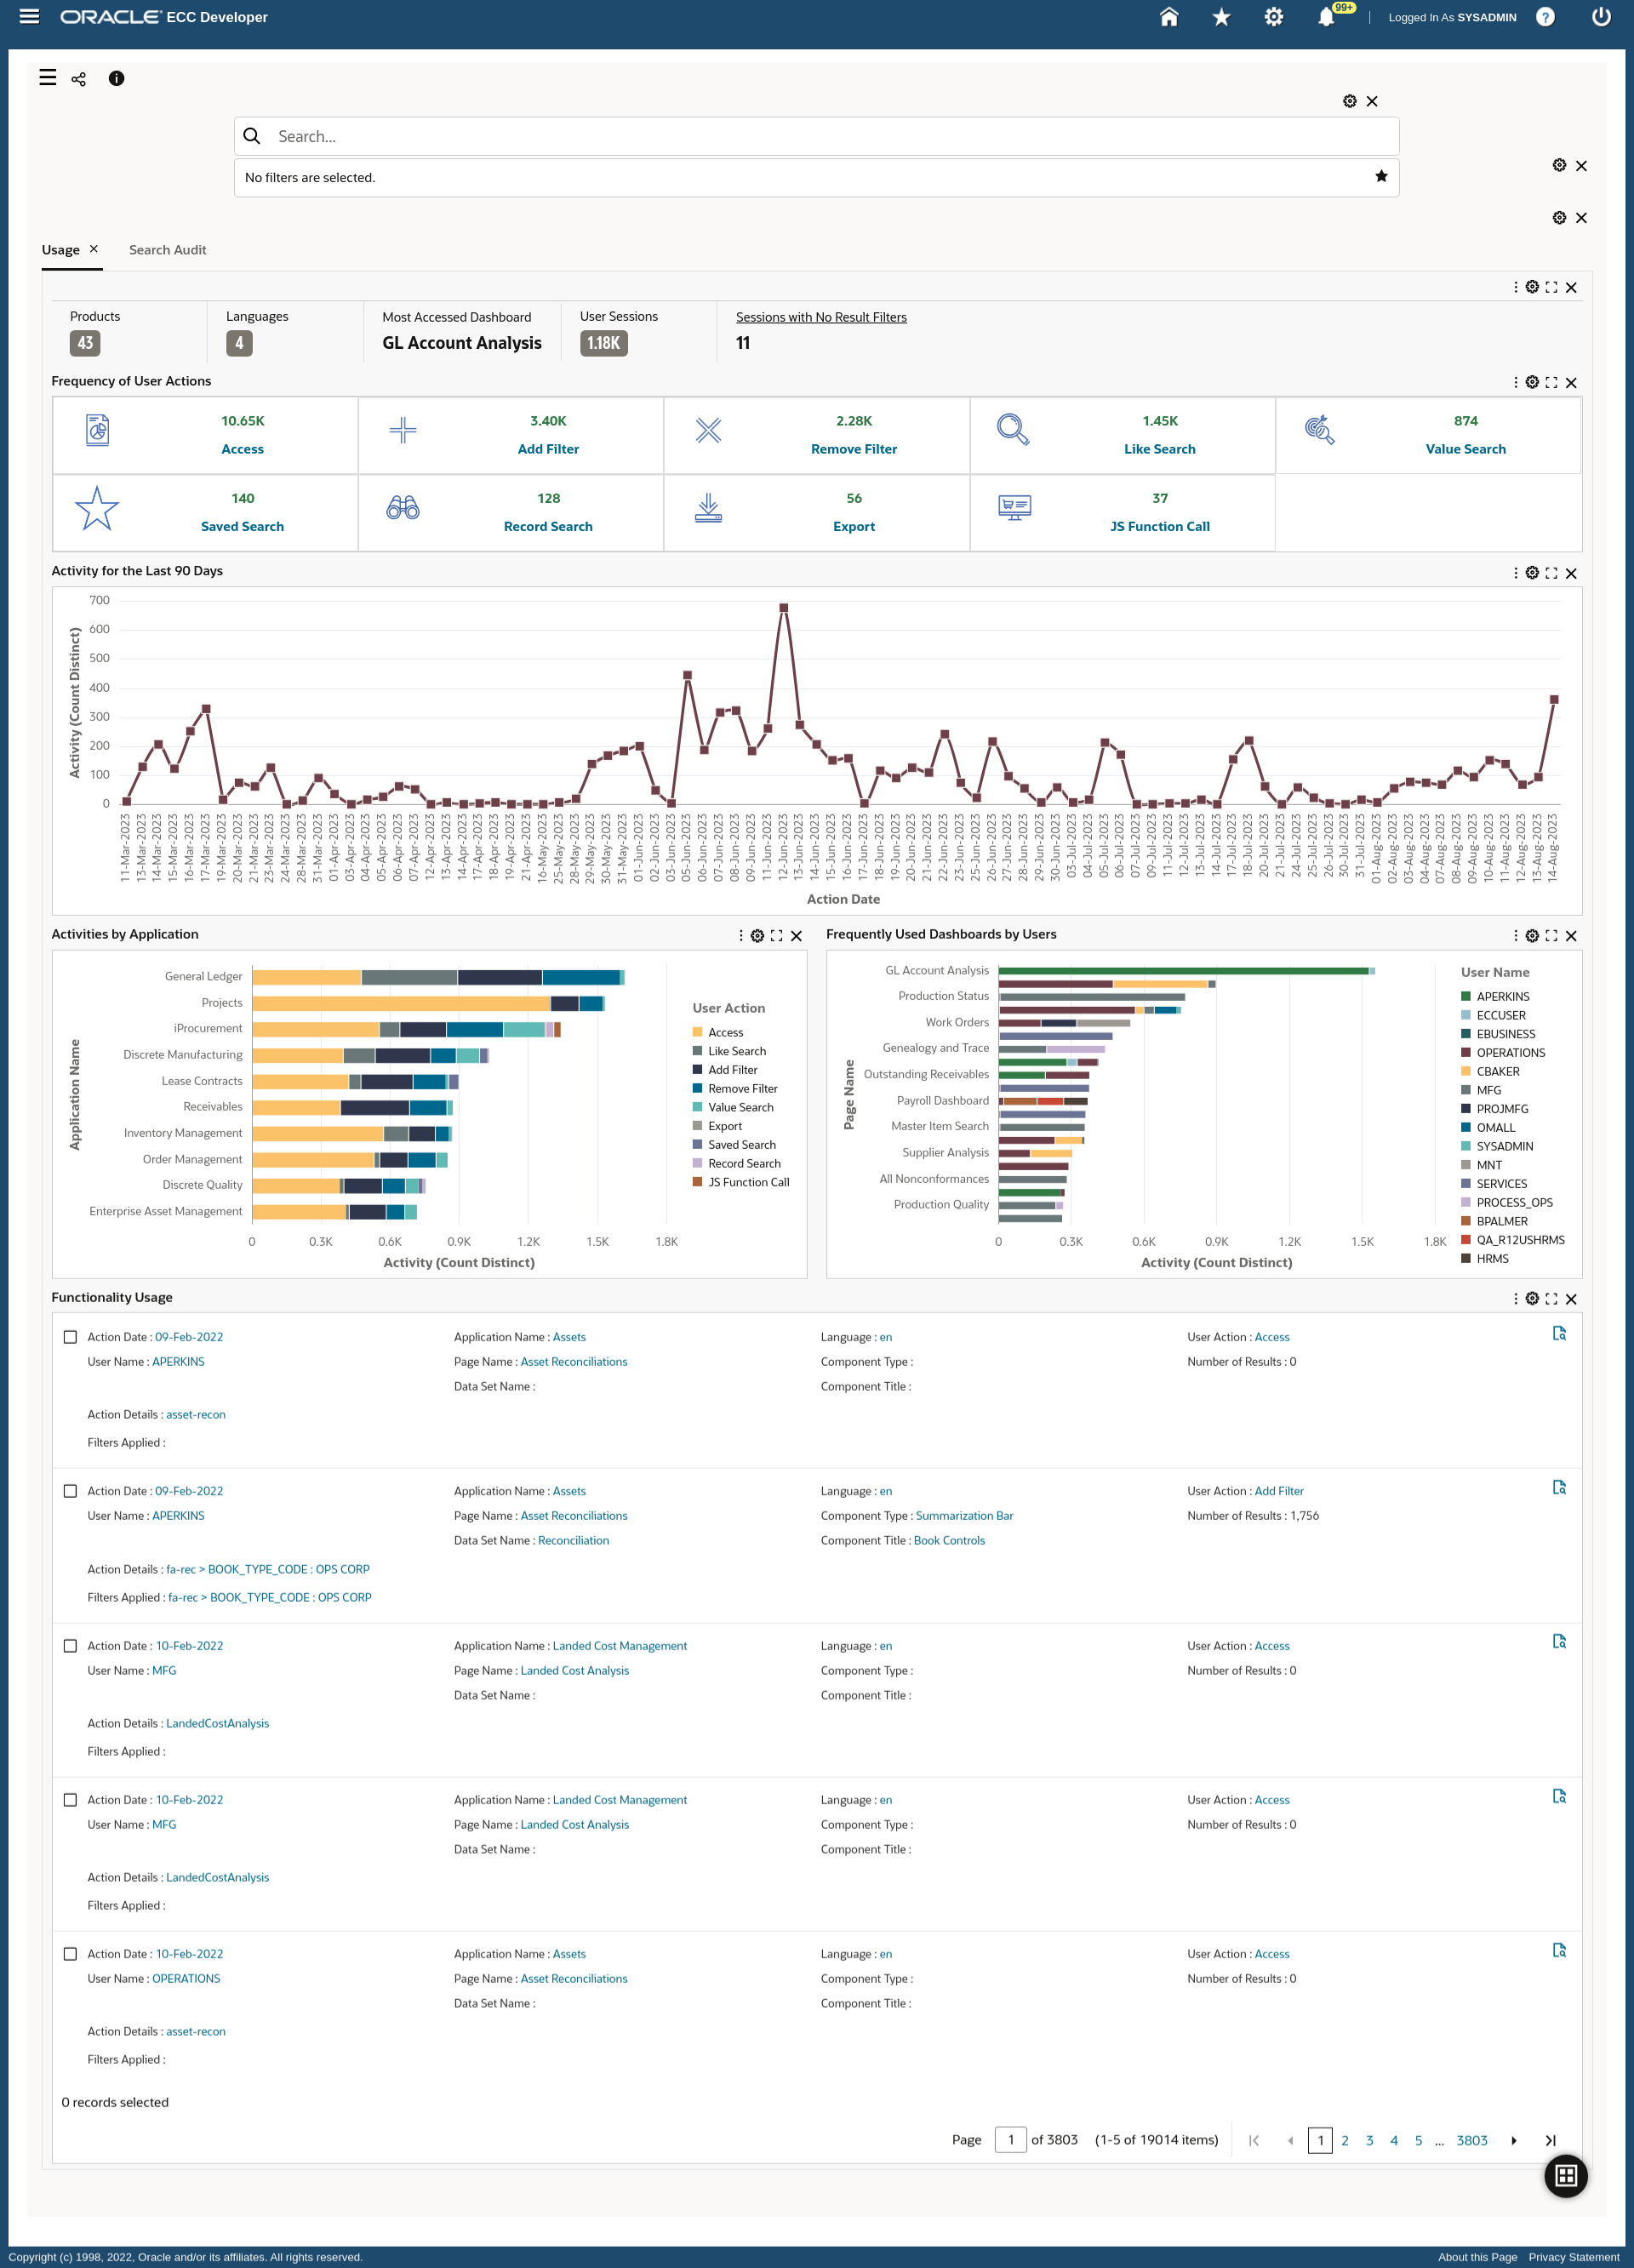 ORACLE ECC Developer
99+
Logged In As SYSADMIN
?
Search...
No filters are selected.
Usage
Search Audit
Products
43
Languages
4
Most Accessed Dashboard
GL Account Analysis
User Sessions
1.18K
Sessions with No Result Filters
11
Frequency of User Actions
10.65K
Access
3.40K
Add Filter
2.28K
Remove Filter
1.45K
Like Search
874
Value Search
140
Saved Search
128
Record Search
56
Export
37
JS Function Call
Activity for the Last 90 Days
Activity (Count Distinct)
700
600
500
400
300
200
100
0
11-Mar-2023
13-Mar-2023
14-Mar-2023
15-Mar-2023
16-Mar-2023
17-Mar-2023
19-Mar-2023
20-Mar-2023
21-Mar-2023
23-Mar-2023
24-Mar-2023
28-Mar-2023
31-Mar-2023
01-Apr-2023
03-Apr-2023
04-Apr-2023
05-Apr-2023
06-Apr-2023
07-Apr-2023
12-Apr-2023
13-Apr-2023
14-Apr-2023
17-Apr-2023
18-Apr-2023
19-Apr-2023
21-Apr-2023
16-May-2023
25-May-2023
28-May-2023
29-May-2023
30-May-2023
31-May-2023
01-Jun-2023
02-Jun-2023
03-Jun-2023
05-Jun-2023
06-Jun-2023
07-Jun-2023
08-Jun-2023
09-Jun-2023
11-Jun-2023
12-Jun-2023
13-Jun-2023
14-Jun-2023
15-Jun-2023
16-Jun-2023
17-Jun-2023
18-Jun-2023
19-Jun-2023
20-Jun-2023
21-Jun-2023
22-Jun-2023
23-Jun-2023
25-Jun-2023
26-Jun-2023
27-Jun-2023
28-Jun-2023
29-Jun-2023
30-Jun-2023
03-Jul-2023
04-Jul-2023
05-Jul-2023
06-Jul-2023
07-Jul-2023
09-Jul-2023
11-Jul-2023
12-Jul-2023
13-Jul-2023
14-Jul-2023
17-Jul-2023
18-Jul-2023
20-Jul-2023
21-Jul-2023
24-Jul-2023
25-Jul-2023
26-Jul-2023
30-Jul-2023
31-Jul-2023
01-Aug-2023
02-Aug-2023
03-Aug-2023
04-Aug-2023
07-Aug-2023
08-Aug-2023
09-Aug-2023
10-Aug-2023
11-Aug-2023
12-Aug-2023
13-Aug-2023
14-Aug-2023
Action Date
Activities by Application
Application Name
General Ledger
Projects
iProcurement
Discrete Manufacturing
Lease Contracts
Receivables
Inventory Management
Order Management
Discrete Quality
Enterprise Asset Management
0 0.3K 0.6K 0.9K 1.2K 1.5K 1.8K
Activity (Count Distinct)
User Action
Access
Like Search
Add Filter
Remove Filter
Value Search
Export
Saved Search
Record Search
JS Function Call
Frequently Used Dashboards by Users
Page Name
GL Account Analysis
Production Status
Work Orders
Genealogy and Trace
Outstanding Receivables
Payroll Dashboard
Master Item Search
Supplier Analysis
All Nonconformances
Production Quality
0 0.3K 0.6K 0.9K 1.2K 1.5K 1.8K
Activity (Count Distinct)
User Name
APERKINS
ECCUSER
EBUSINESS
OPERATIONS
CBAKER
MFG
PROJMFG
OMALL
SYSADMIN
MNT
SERVICES
PROCESS_OPS
BPALMER
QA_R12USHRMS
HRMS
Functionality Usage
Action Date : 09-Feb-2022 Application Name : Assets Language : en User Action : Access
User Name : APERKINS Page Name : Asset Reconciliations Component Type : Number of Results : 0
Data Set Name : Component Title :
Action Details : asset-recon
Filters Applied :
Action Date : 09-Feb-2022 Application Name : Assets Language : en User Action : Add Filter
User Name : APERKINS Page Name : Asset Reconciliations Component Type : Summarization Bar Number of Results : 1,756
Data Set Name : Reconciliation Component Title : Book Controls
Action Details : fa-rec > BOOK_TYPE_CODE : OPS CORP
Filters Applied : fa-rec > BOOK_TYPE_CODE : OPS CORP
Action Date : 10-Feb-2022 Application Name : Landed Cost Management Language : en User Action : Access
User Name : MFG Page Name : Landed Cost Analysis Component Type : Number of Results : 0
Data Set Name : Component Title :
Action Details : LandedCostAnalysis
Filters Applied :
Action Date : 10-Feb-2022 Application Name : Landed Cost Management Language : en User Action : Access
User Name : MFG Page Name : Landed Cost Analysis Component Type : Number of Results : 0
Data Set Name : Component Title :
Action Details : LandedCostAnalysis
Filters Applied :
Action Date : 10-Feb-2022 Application Name : Assets Language : en User Action : Access
User Name : OPERATIONS Page Name : Asset Reconciliations Component Type : Number of Results : 0
Data Set Name : Component Title :
Action Details : asset-recon
Filters Applied :
0 records selected
Page 1 of 3803 (1-5 of 19014 items) 1 2 3 4 5 ... 3803
Copyright (c) 1998, 2022, Oracle and/or its affiliates. All rights reserved.
About this Page Privacy Statement